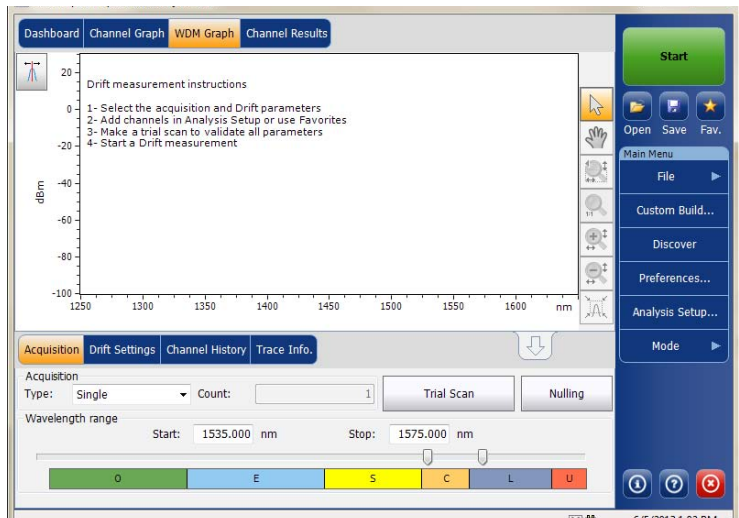 Dashboard Channel Graph WDM Graph Channel Results
Start
20
Drift measurement instructions
0
1- Select the acquisition and Drift parameters
2- Add channels in Analysis Setup or use Favorites
3- Make a trial scan to validate all parameters
4- Start a Drift measurement
-20
-40
-60
-80
-100
dBm
1250 1300 1350 1400 1450 1500 1550 1600 nm
1:1
Open Save Fav.
Main Menu
File
Custom Build...
Discover
Preferences...
Analysis Setup...
Mode
Acquisition Drift Settings Channel History Trace Info.
Acquisition
Type: Single Count: 1 Trial Scan Nulling
Wavelength range
Start: 1535.000 nm Stop: 1575.000 nm
O E S C L U